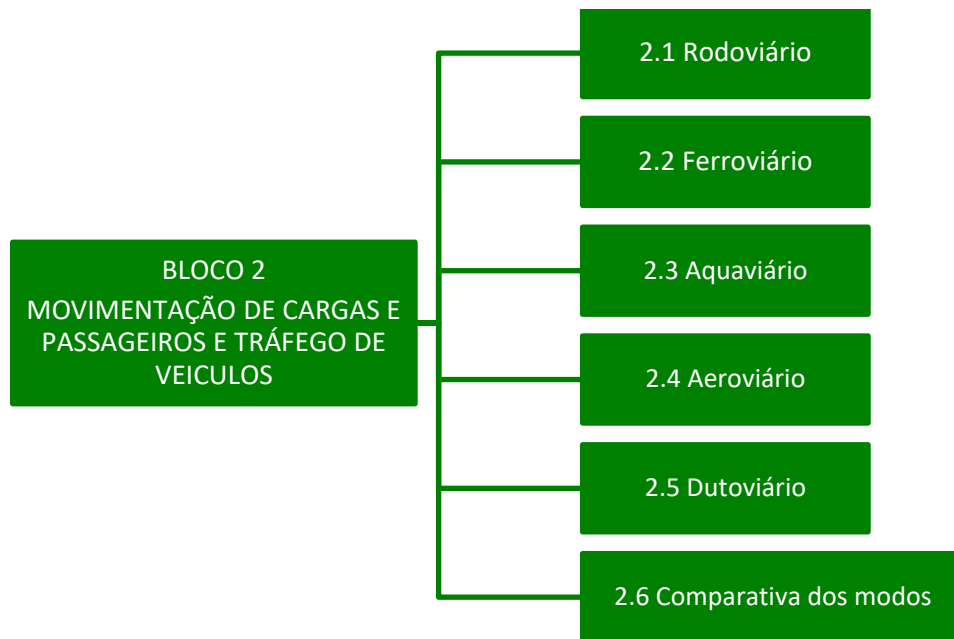 2.1 Rodoviário
2.2 Ferroviário
BLOCO 2
MOVIMENTAÇÃO DE CARGAS E
PASSAGEIROS E TRÁFEGO DE
VEICULOS
2.3 Aquaviário
2.4 Aeroviário
2.5 Dutoviário
2.6 Comparativa dos modos